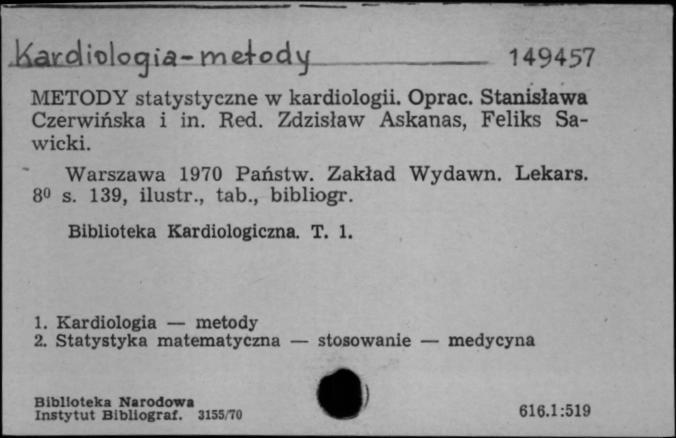 Kardiologia-metody 149457
METODY statystyczne w kardiologii. Oprac. Stanisława
Czerwińska i in. Red. Zdzisław Askanas, Feliks Sa-
wicki.
Warszawa 1970 Państw. Zakład Wydawn. Lekars.
8⁰ s. 139, ilustr., tab., bibliogr.
Biblioteka Kardiologiczna. T. 1.
1. Kardiologia — metody
2. Statystyka matematyczna — stosowanie — medycyna
Biblioteka Narodowa
Instytut Bibliograf. 3155/70 616.1:519